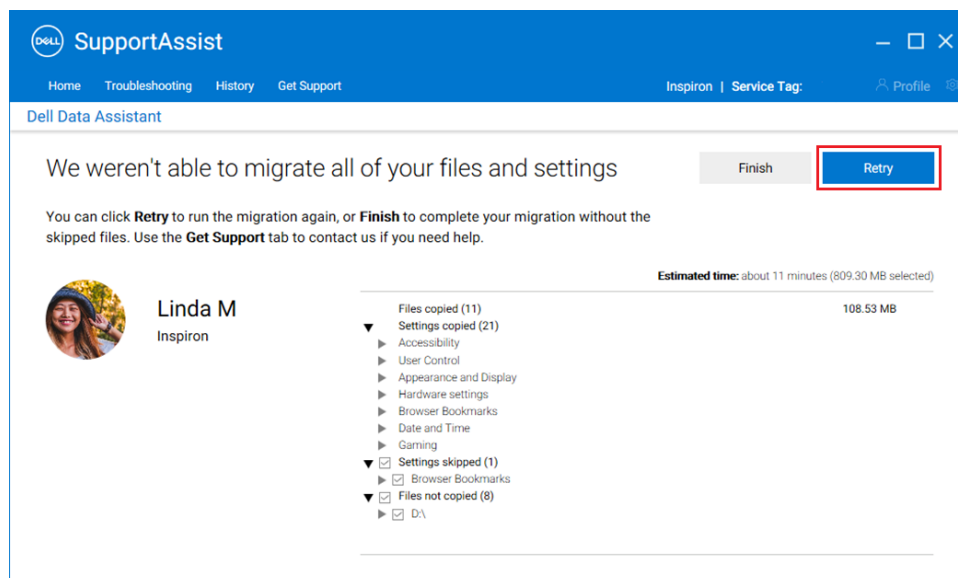 DELL SupportAssist
Home Troubleshooting History Get Support Inspiron | Service Tag: Profile
Dell Data Assistant
We weren't able to migrate all of your files and settings Finish Retry
You can click Retry to run the migration again, or Finish to complete your migration without the
skipped files. Use the Get Support tab to contact us if you need help.
Estimated time: about 11 minutes (809.30 MB selected)
Linda M
Inspiron
Files copied (11) 108.53 MB
Settings copied (21)
Accessibility
User Control
Appearance and Display
Hardware settings
Browser Bookmarks
Date and Time
Gaming
Settings skipped (1)
Browser Bookmarks
Files not copied (8)
D:\